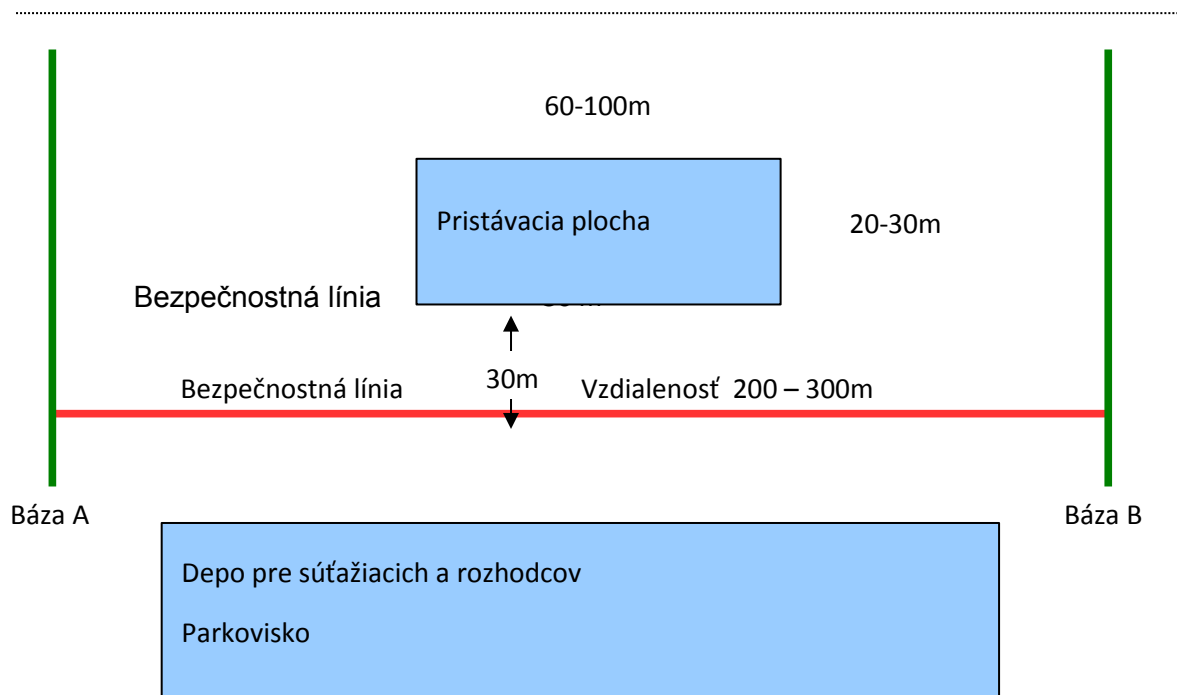 60-100m
Pristávacia plocha
20-30m
Bezpečnostná línia
Bezpečnostná línia
30m
Vzdialenosť 200 – 300m
Báza A
Báza B
Depo pre súťažiacich a rozhodcov
Parkovisko